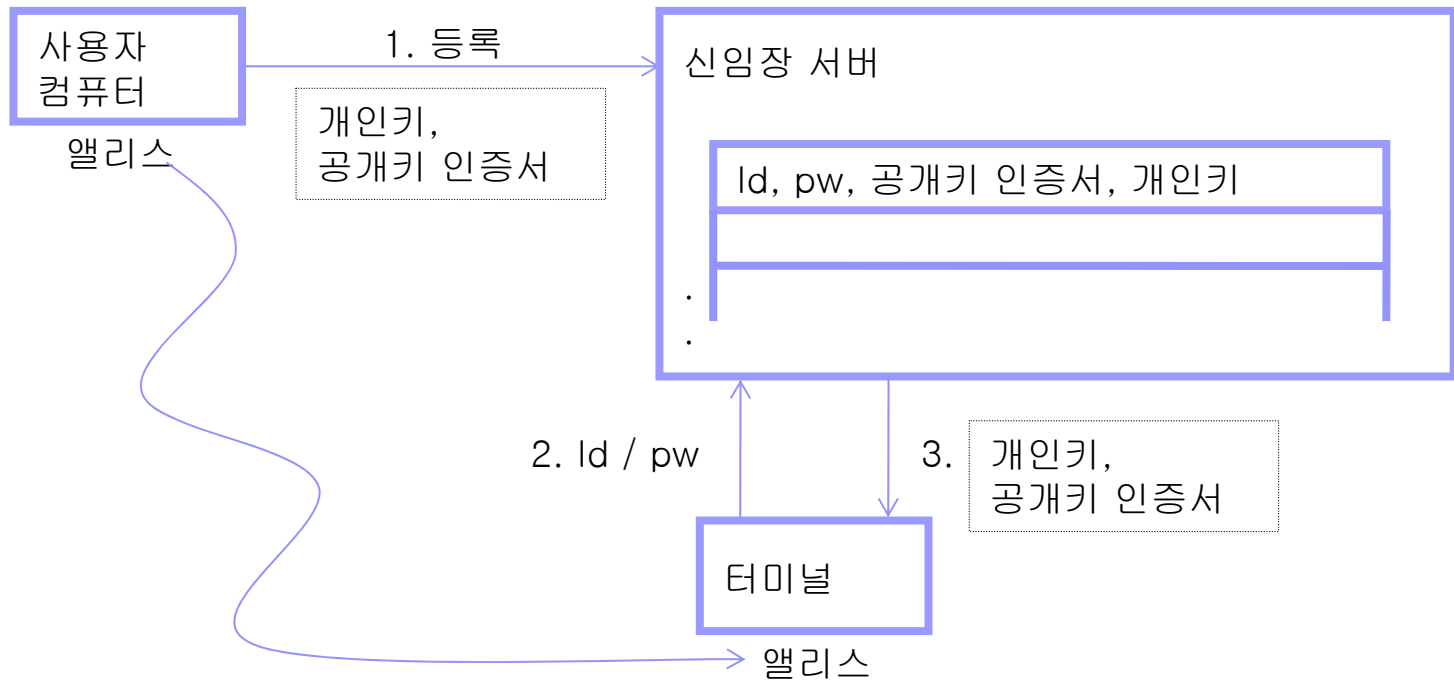 사용자
컴퓨터
앨리스
1. 등록
개인키,
공개키 인증서
신임장 서버
Id, pw, 공개키 인증서, 개인키
.
.
2. Id / pw
3.
개인키,
공개키 인증서
터미널
앨리스